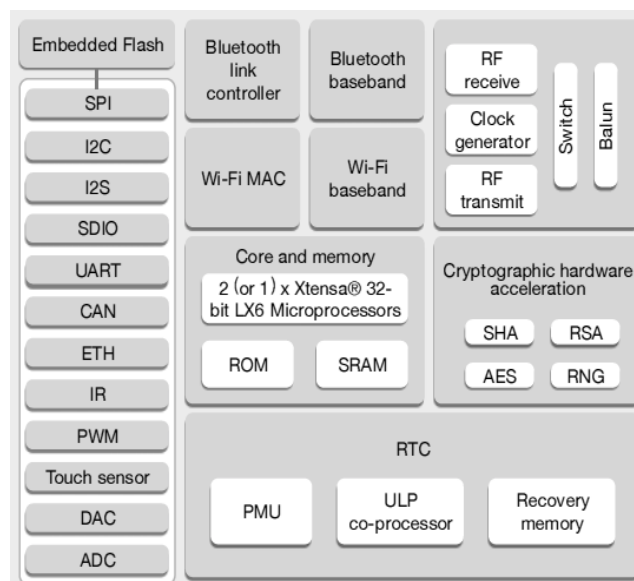 Embedded Flash
SPI
I2C
I2S
SDIO
UART
CAN
ETH
IR
PWM
Touch sensor
DAC
ADC
Bluetooth
link
controller
Bluetooth
baseband
Wi-Fi MAC
Wi-Fi
baseband
RF
receive
Clock
generator
RF
transmit
Switch
Balun
Core and memory
2 (or 1) x Xtensa® 32-
bit LX6 Microprocessors
ROM
SRAM
Cryptographic hardware
acceleration
SHA
RSA
AES
RNG
RTC
PMU
ULP
co-processor
Recovery
memory